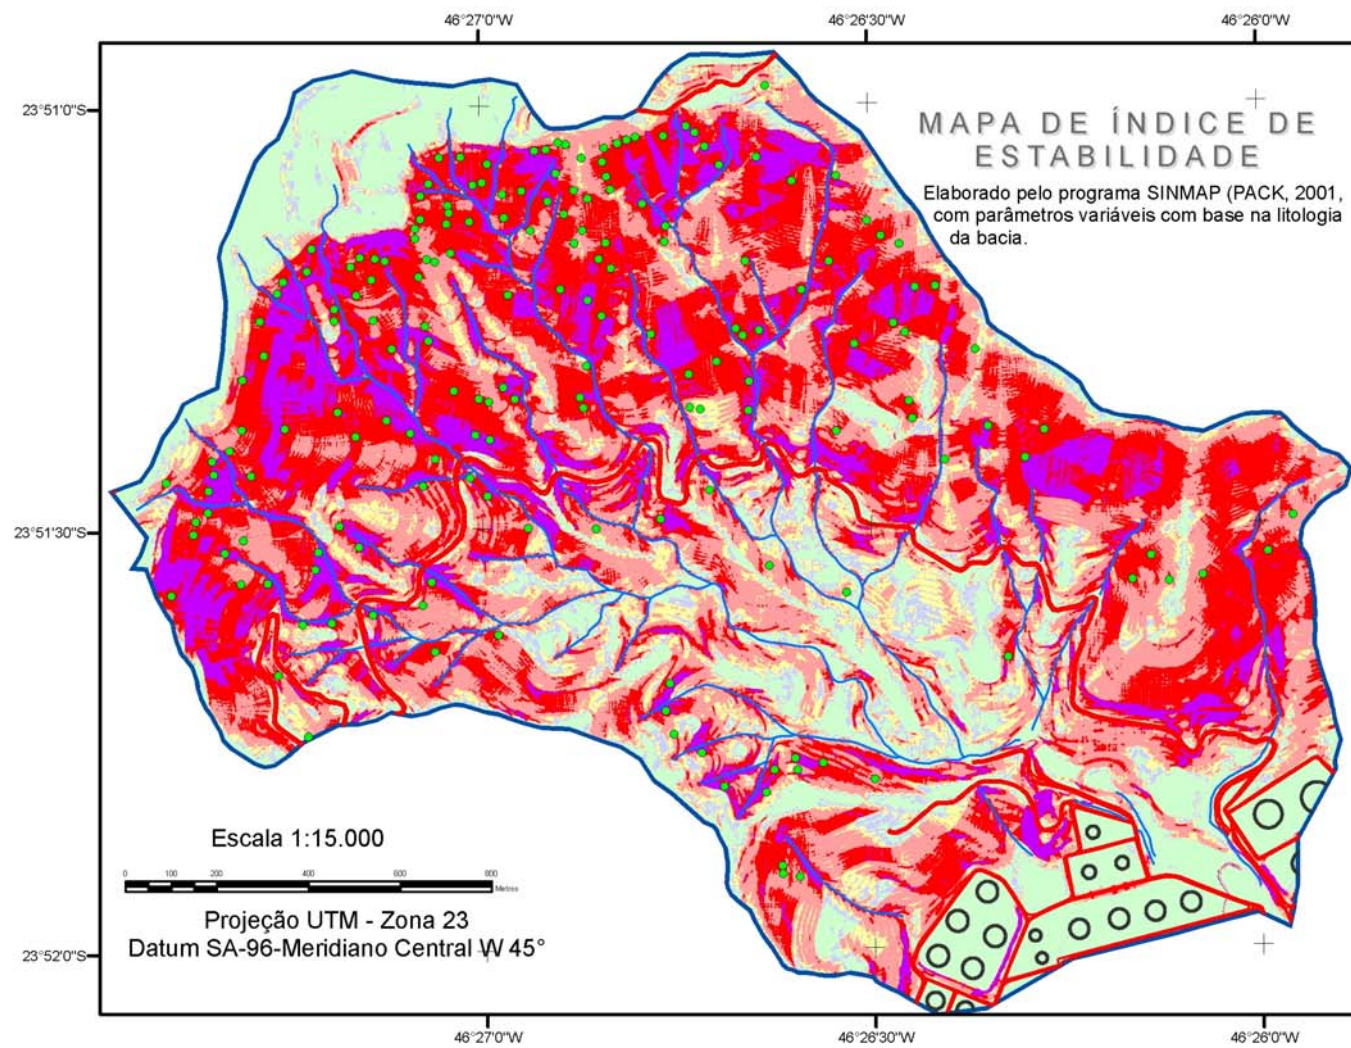 46°27'0"W
46°26'30"W
46°26'0"W
23°51'0"S
MAPA DE ÍNDICE DE
ESTABILIDADE
Elaborado pelo programa SINMAP (PACK, 2001,
com parâmetros variáveis com base na litologia
da bacia.
23°51'30"S
Escala 1:15.000
0 100 200 400 600 800
Metros
Projeção UTM - Zona 23
Datum SA-96-Meridiano Central W 45°
23°52'0"S
46°27'0"W
46°26'30"W
46°26'0"W